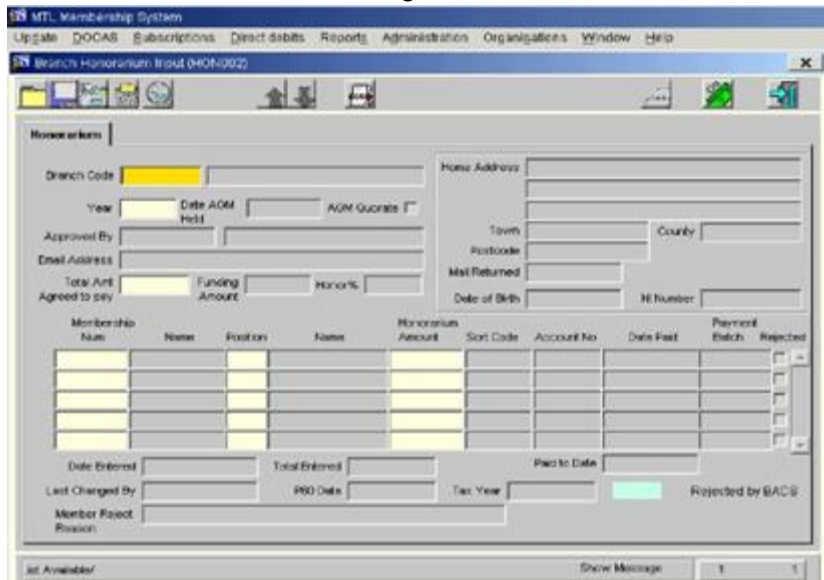 MTL Membership System
Update DOCAS Subscriptions Direct debits Reports Administration Organisations Window Help
Branch Honorarium Input (HON002)
Honorarium
Branch Code
Home Address
Year Date AGM Held AGM Quorate
Approved By
Town County
Email Address
Postcode
Total Amt Agreed to pay Funding Amount Honor%
Mail Returned
Date of Birth NI Number
Membership Num Name Position Name Honorarium Amount Sort Code Account No Date Paid Payment Batch Rejected
Date Entered Total Entered Paid to Date
Last Changed By P60 Date Tax Year Rejected by BACS
Member Reject Reason
ist Available/ Show Message 1 1